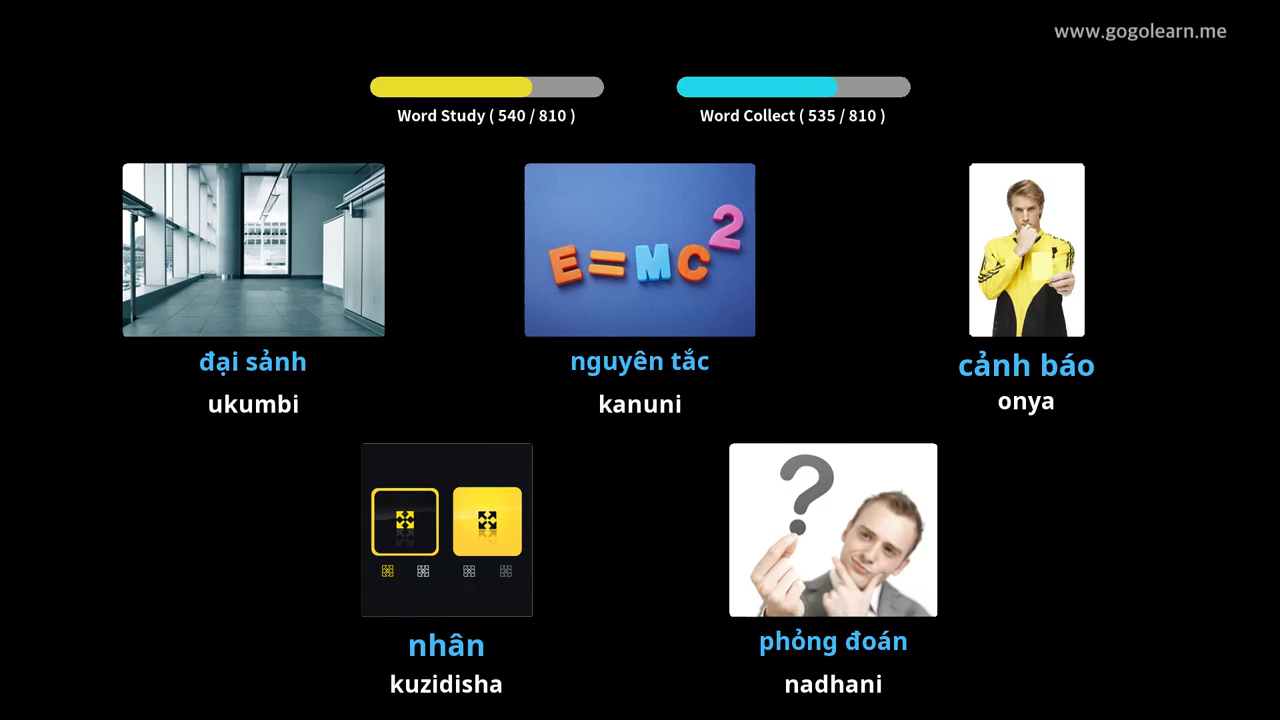 www.gogolearn.me
Word Study ( 540 / 810 )
Word Collect ( 535 / 810 )
E=MC2
đại sảnh
nguyên tắc
cảnh báo
ukumbi
kanuni
onya
?
nhân
phỏng đoán
kuzidisha
nadhani